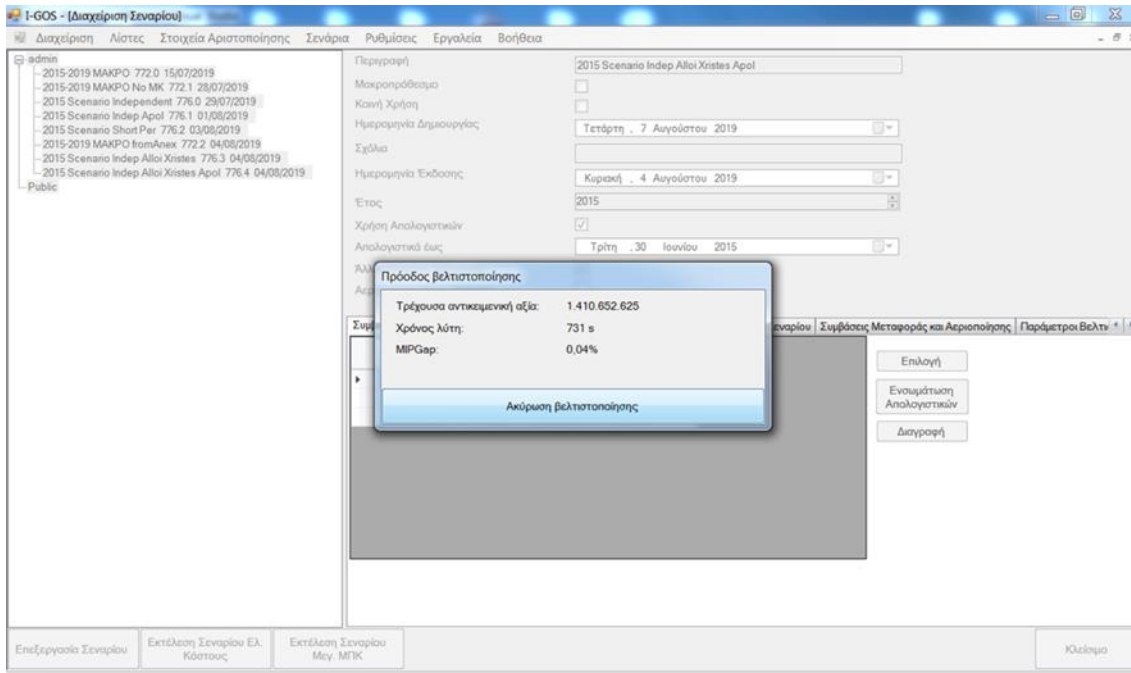 I-GOS - [Διαχείριση Σεναρίου]
Διαχείριση Λίστες Στοιχεία Αριστοποίησης Σενάρια Ρυθμίσεις Εργαλεία Βοήθεια
admin
2015-2019 ΜΑΚΡΟ 772.0 15/07/2019
2015-2019 ΜΑΚΡΟ No MK 772.1 28/07/2019
2015 Scenario Independent 776.0 29/07/2019
2015 Scenario Indep Apol 776.1 01/08/2019
2015 Scenario Short Per 776.2 03/08/2019
2015-2019 ΜΑΚΡΟ fromAnex 772.2 04/08/2019
2015 Scenario Indep Alloi Xristes 776.3 04/08/2019
2015 Scenario Indep Alloi Xristes Apol 776.4 04/08/2019
Public
Περιγραφή 2015 Scenario Indep Alloi Xristes Apol
Μακροπρόθεσμο
Κοινή Χρήση
Ημερομηνία Δημιουργίας Τετάρτη , 7 Αυγούστου 2019
Σχόλια
Ημερομηνία Έκδοσης Κυριακή , 4 Αυγούστου 2019
Έτος 2015
Χρήση Απολογιστικών
Απολογιστικά έως Τρίτη , 30 Ιουνίου 2015
Πρόοδος βελτιστοποίησης
Τρέχουσα αντικειμενική αξία: 1.410.652.625
Χρόνος λύτη: 731 s
MIPGap: 0,04%
Ακύρωση βελτιστοποίησης
Συμβάσεις Μεταφοράς και Αεριοποίησης
Επιλογή
Ενσωμάτωση
Απολογιστικών
Διαγραφή
Επεξεργασία Σεναρίου
Εκτέλεση Σεναρίου Ελ.
Κόστους
Εκτέλεση Σεναρίου
Μεγ. ΜΠΚ
Κλείσιμο